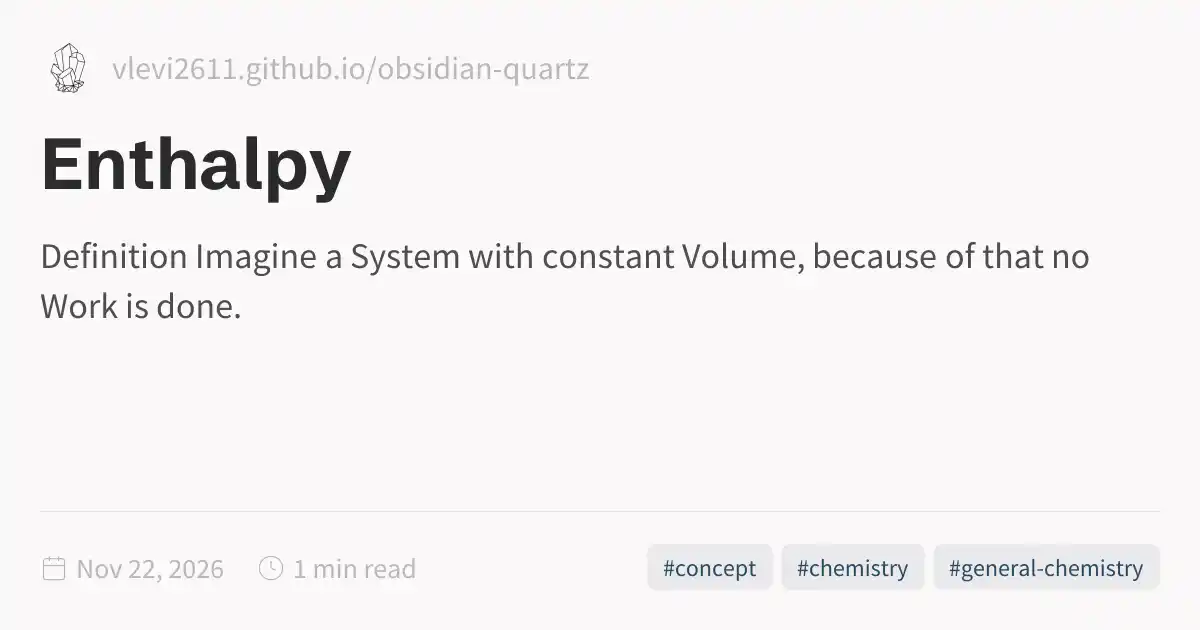 vlevi2611.github.io/obsidian-quartz
Enthalpy
Definition Imagine a System with constant Volume, because of that no
Work is done.
Nov 22, 2026 1 min read #concept #chemistry #general-chemistry